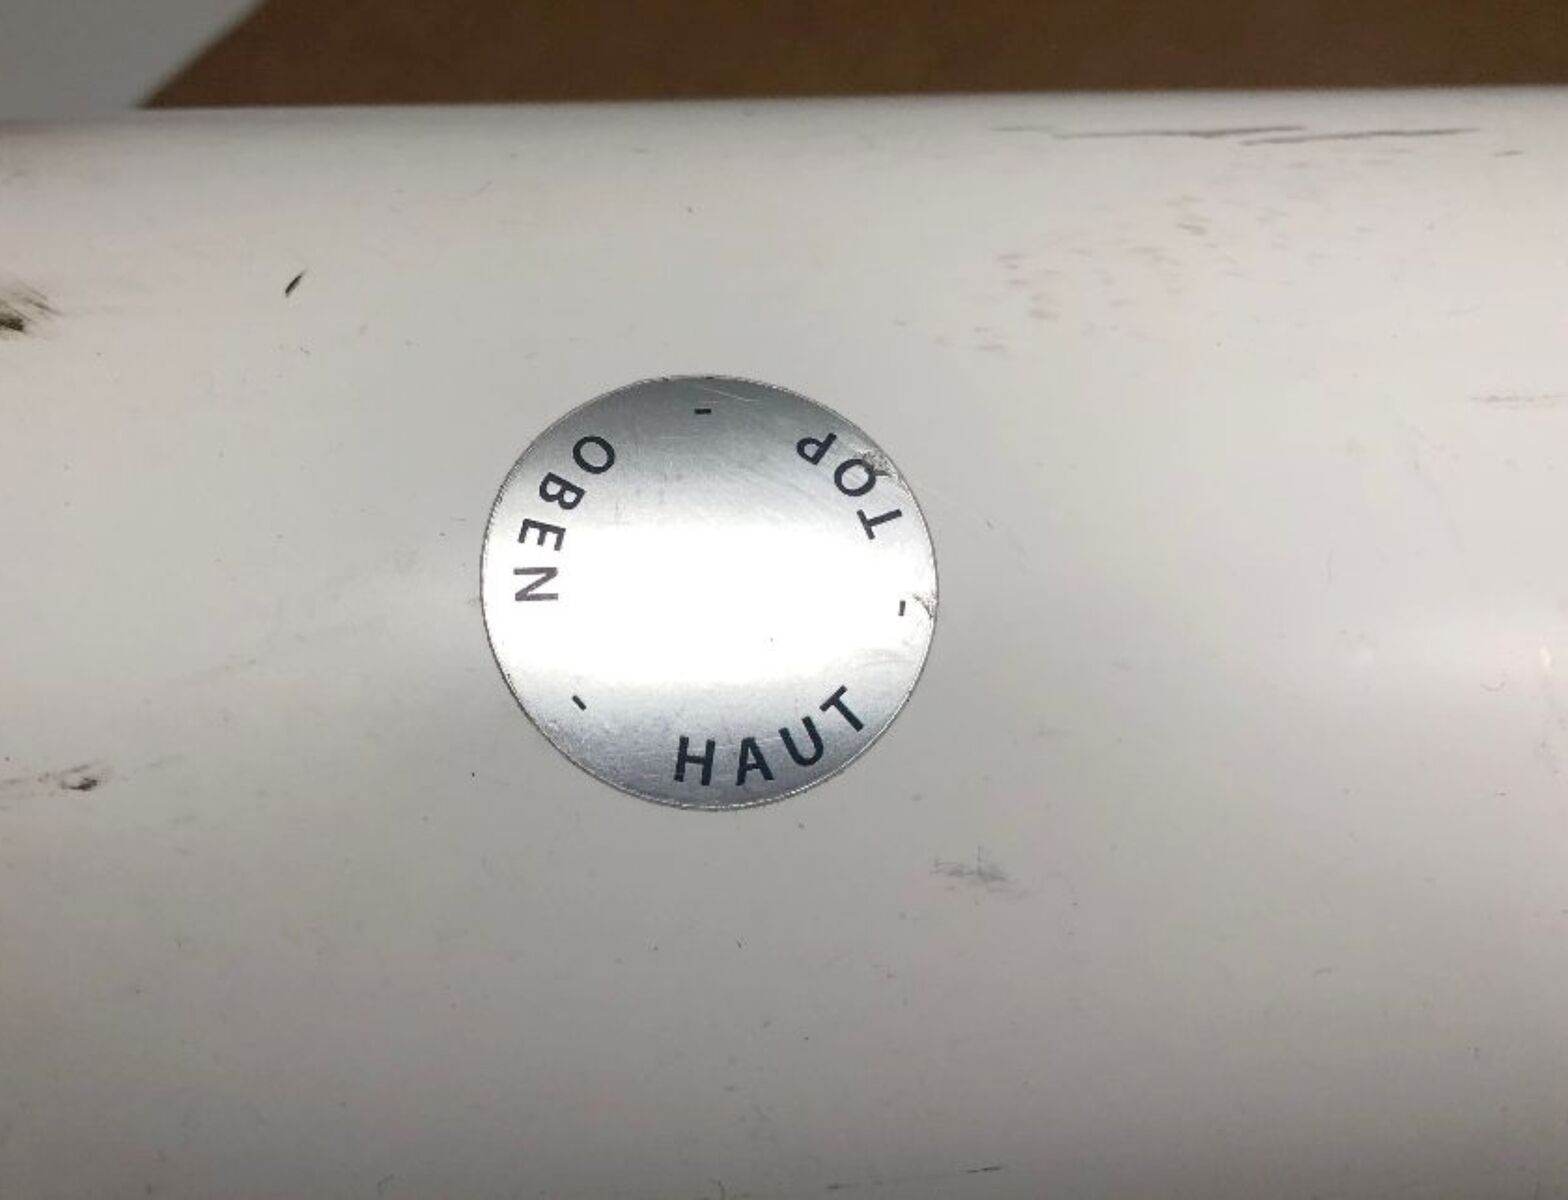 OBEN - HAUT - TOP -